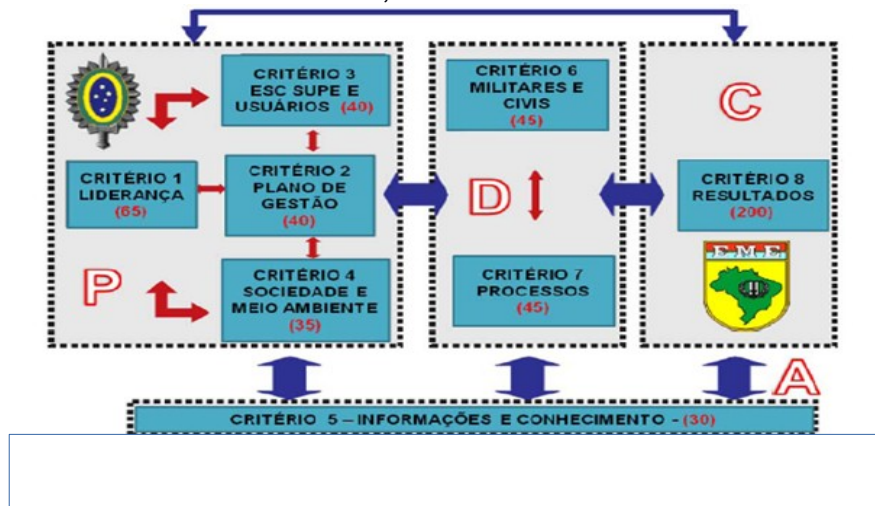 CRITÉRIO 3
ESC SUPE E
USUÁRIOS (40)
CRITÉRIO 1
LIDERANÇA
(65)
CRITÉRIO 2
PLANO DE
GESTÃO
(40)
P
CRITÉRIO 4
SOCIEDADE E
MEIO AMBIENTE
(35)
CRITÉRIO 6
MILITARES E
CIVIS
(45)
D
CRITÉRIO 7
PROCESSOS
(45)
C
CRITÉRIO 8
RESULTADOS
(200)
EME
A
CRITÉRIO 5 – INFORMAÇÕES E CONHECIMENTO - (30)